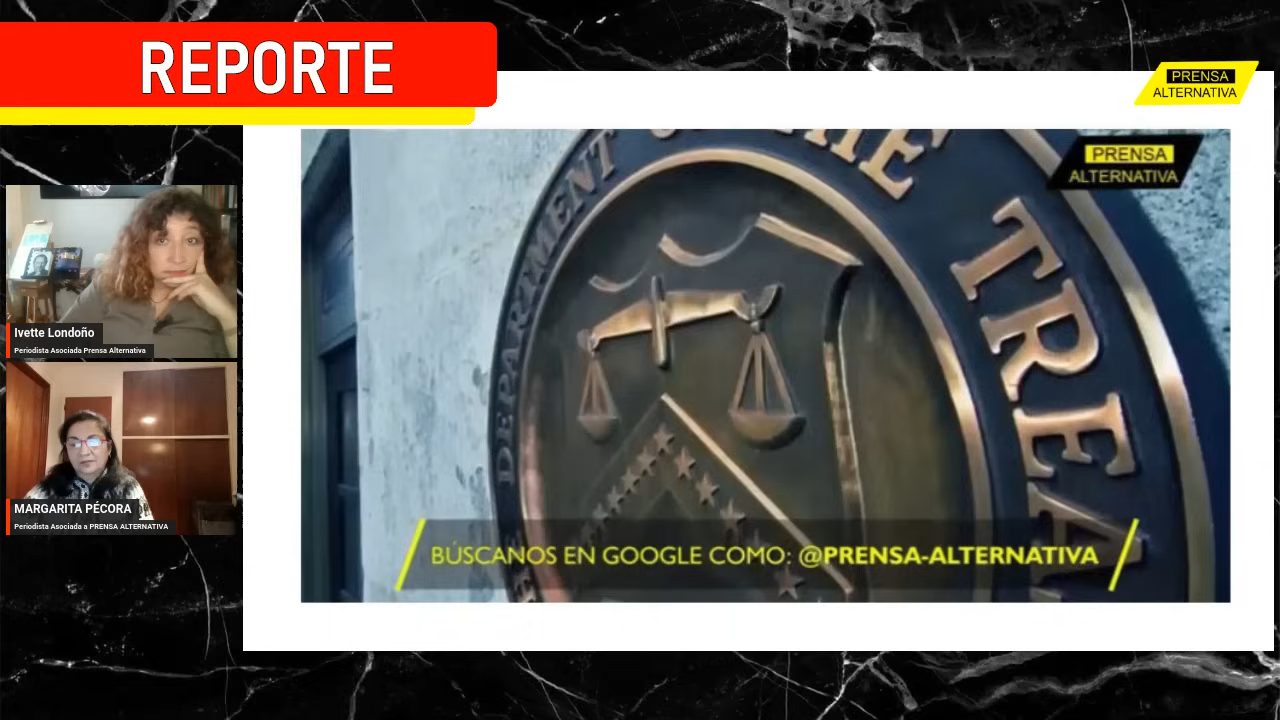 REPORTE
PRENSA
ALTERNATIVA
PRENSA
ALTERNATIVA
DEPARTMENT OF THE TREA
Ivette Londoño
Periodista Asociada Prensa Alternativa
MARGARITA PÉCORA
Periodista Asociada a PRENSA ALTERNATIVA
BÚSCANOS EN GOOGLE COMO: @PRENSA-ALTERNATIVA